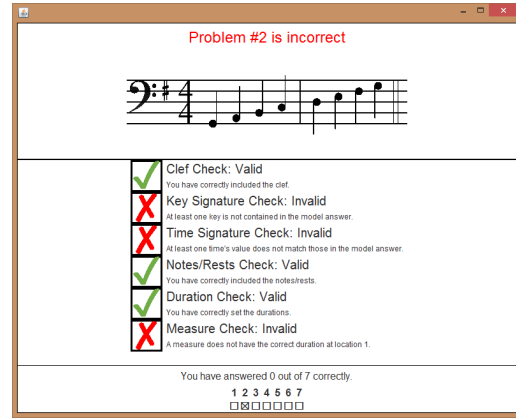 Problem #2 is incorrect
4
4
Clef Check: Valid
You have correctly included the clef.
Key Signature Check: Invalid
At least one key is not contained in the model answer.
Time Signature Check: Invalid
At least one time's value does not match those in the model answer.
Notes/Rests Check: Valid
You have correctly included the notes/rests.
Duration Check: Valid
You have correctly set the durations.
Measure Check: Invalid
A measure does not have the correct duration at location 1.
You have answered 0 out of 7 correctly.
1 2 3 4 5 6 7